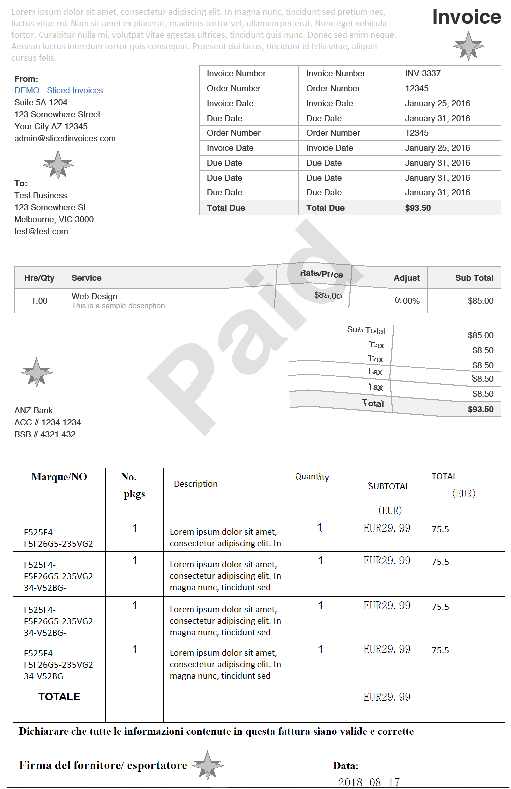 Lorem ipsum dolor sit amet, consectetur adipiscing elit. In magna nunc, tincidunt sed pretium nec,
luctus vitae mi. Nam sit amet ex placerat, maximus tortor vel, ullamcorper erat. Nunc eget vehicula
tortor. Curabitur nulla mi, volutpat vitae egestas ultrices, tincidunt quis nunc. Donec sed enim neque.
Aenean luctus interdum tortor quis consequat. Praesent dui lacus, tincidunt id felis vitae, aliquet
cursus felis.
Invoice
From:
DEMO - Sliced Invoices
Suite 5A-1204
123 Somewhere Street
Your City AZ 12345
admin@slicedinvoices.com
Invoice Number Invoice Number INV 3337
Order Number Order Number 12345
Invoice Date Invoice Date January 25, 2016
Due Date Due Date January 31, 2016
Order Number Order Number 12345
Invoice Date Invoice Date January 25, 2016
Due Date Due Date January 31, 2016
Due Date Due Date January 31, 2016
Due Date Due Date January 31, 2016
Total Due Total Due $93.50
To:
Test Business
123 Somewhere St
Melbourne, VIC 3000
test@test.com
Paid
Hrs/Qty Service Rate/Price Adjust Sub Total
1.00 Web Design $85.00 0.00% $85.00
This is a sample description
Sub Total $85.00
Tax $8.50
Tax $8.50
Tax $8.50
Tax $8.50
Total $93.50
ANZ Bank
ACC # 1234 1234
BSB # 4321 432
Marque/NO No. pkgs Description Quantity SUBTOTAL (EUR) TOTAL (EUR)
1 Lorem ipsum dolor sit amet, 1 EUR29.99 75.5
consectetur adipiscing elit. In
1 Lorem ipsum dolor sit amet, 1 EUR29.99 75.5
consectetur adipiscing elit. In
34-V52BG- magna nunc, tincidunt sed
1 Lorem ipsum dolor sit amet, 1 EUR29.99 75.5
consectetur adipiscing elit. In
34-V52BG- magna nunc, tincidunt sed
1 Lorem ipsum dolor sit amet, 1 EUR29.99 75.5
consectetur adipiscing elit. In
34-V52BG magna nunc, tincidunt sed
TOTALE EUR29.99
Dichiarare che tutte le informazioni contenute in questa fattura siano valide e corrette
Firma del fornitore/ esportatore
Data:
2018 08 17